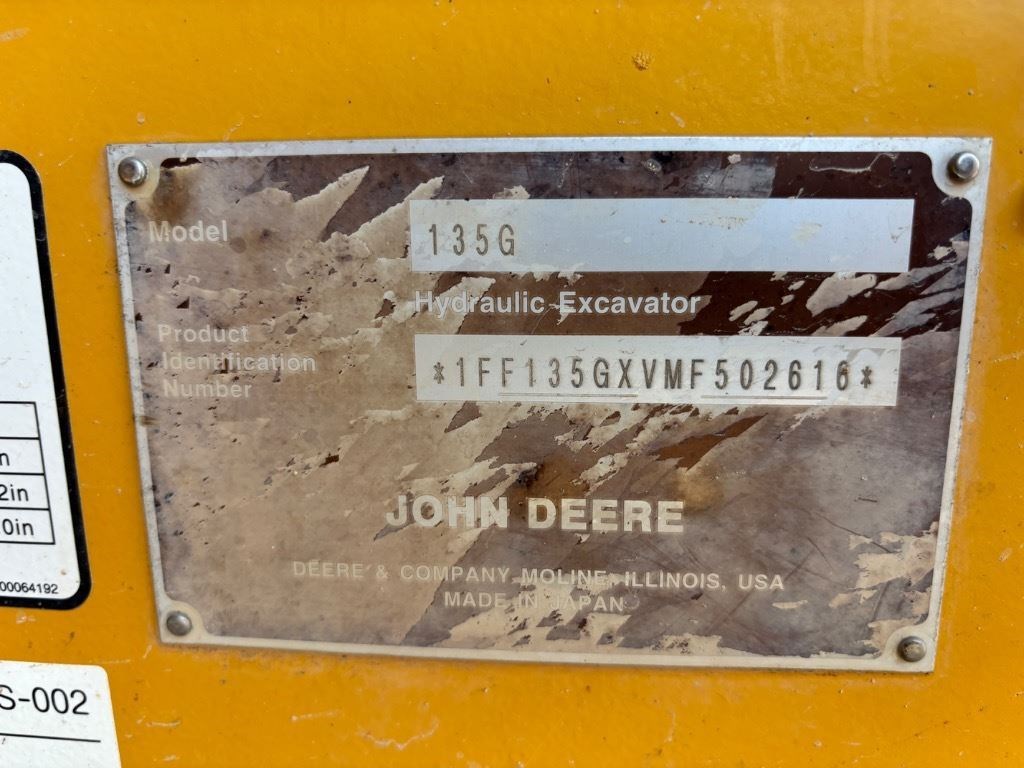 Model
135G
Hydraulic Excavator
Product
Identification
Number
*1FF135GXVMF502616*
JOHN DEERE
DEERE & COMPANY MOLINE, ILLINOIS, USA
MADE IN JAPAN
n
2in
0in
00064192
S-002